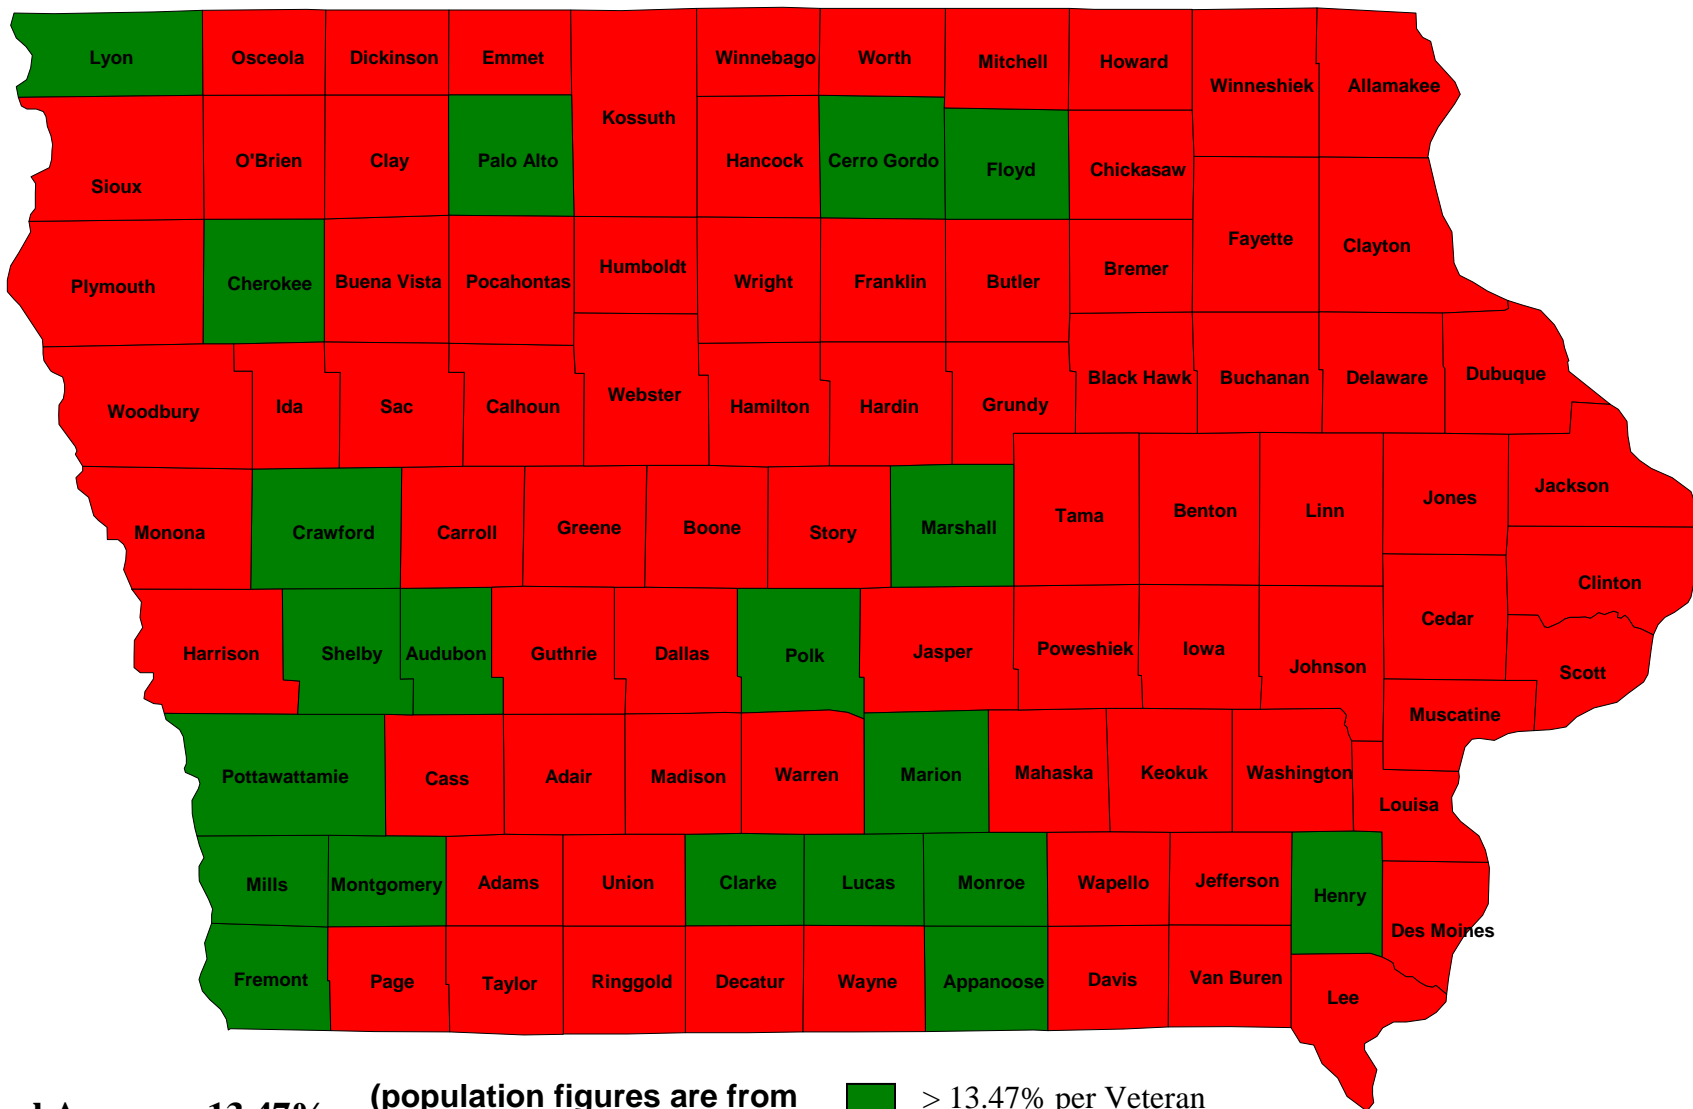 Lyon Osceola Dickinson Emmet Winnebago Worth Mitchell Howard
Winneshiek Allamakee
Kossuth
Sioux O'Brien Clay Palo Alto Hancock Cerro Gordo Floyd Chickasaw
Fayette Clayton
Plymouth Cherokee Buena Vista Pocahontas Humboldt Wright Franklin Butler Bremer
Woodbury Ida Sac Calhoun Webster Hamilton Hardin Grundy Black Hawk Buchanan Delaware Dubuque
Monona Crawford Carroll Greene Boone Story Marshall Tama Benton Linn Jones Jackson
Clinton
Cedar
Harrison Shelby Audubon Guthrie Dallas Polk Jasper Poweshiek Iowa Johnson Scott
Muscatine
Pottawattamie Cass Adair Madison Warren Marion Mahaska Keokuk Washington
Louisa
Mills Montgomery Adams Union Clarke Lucas Monroe Wapello Jefferson Henry
Des Moines
Fremont Page Taylor Ringgold Decatur Wayne Appanoose Davis Van Buren Lee
13.47% (population figures are from > 13.47% per Veteran